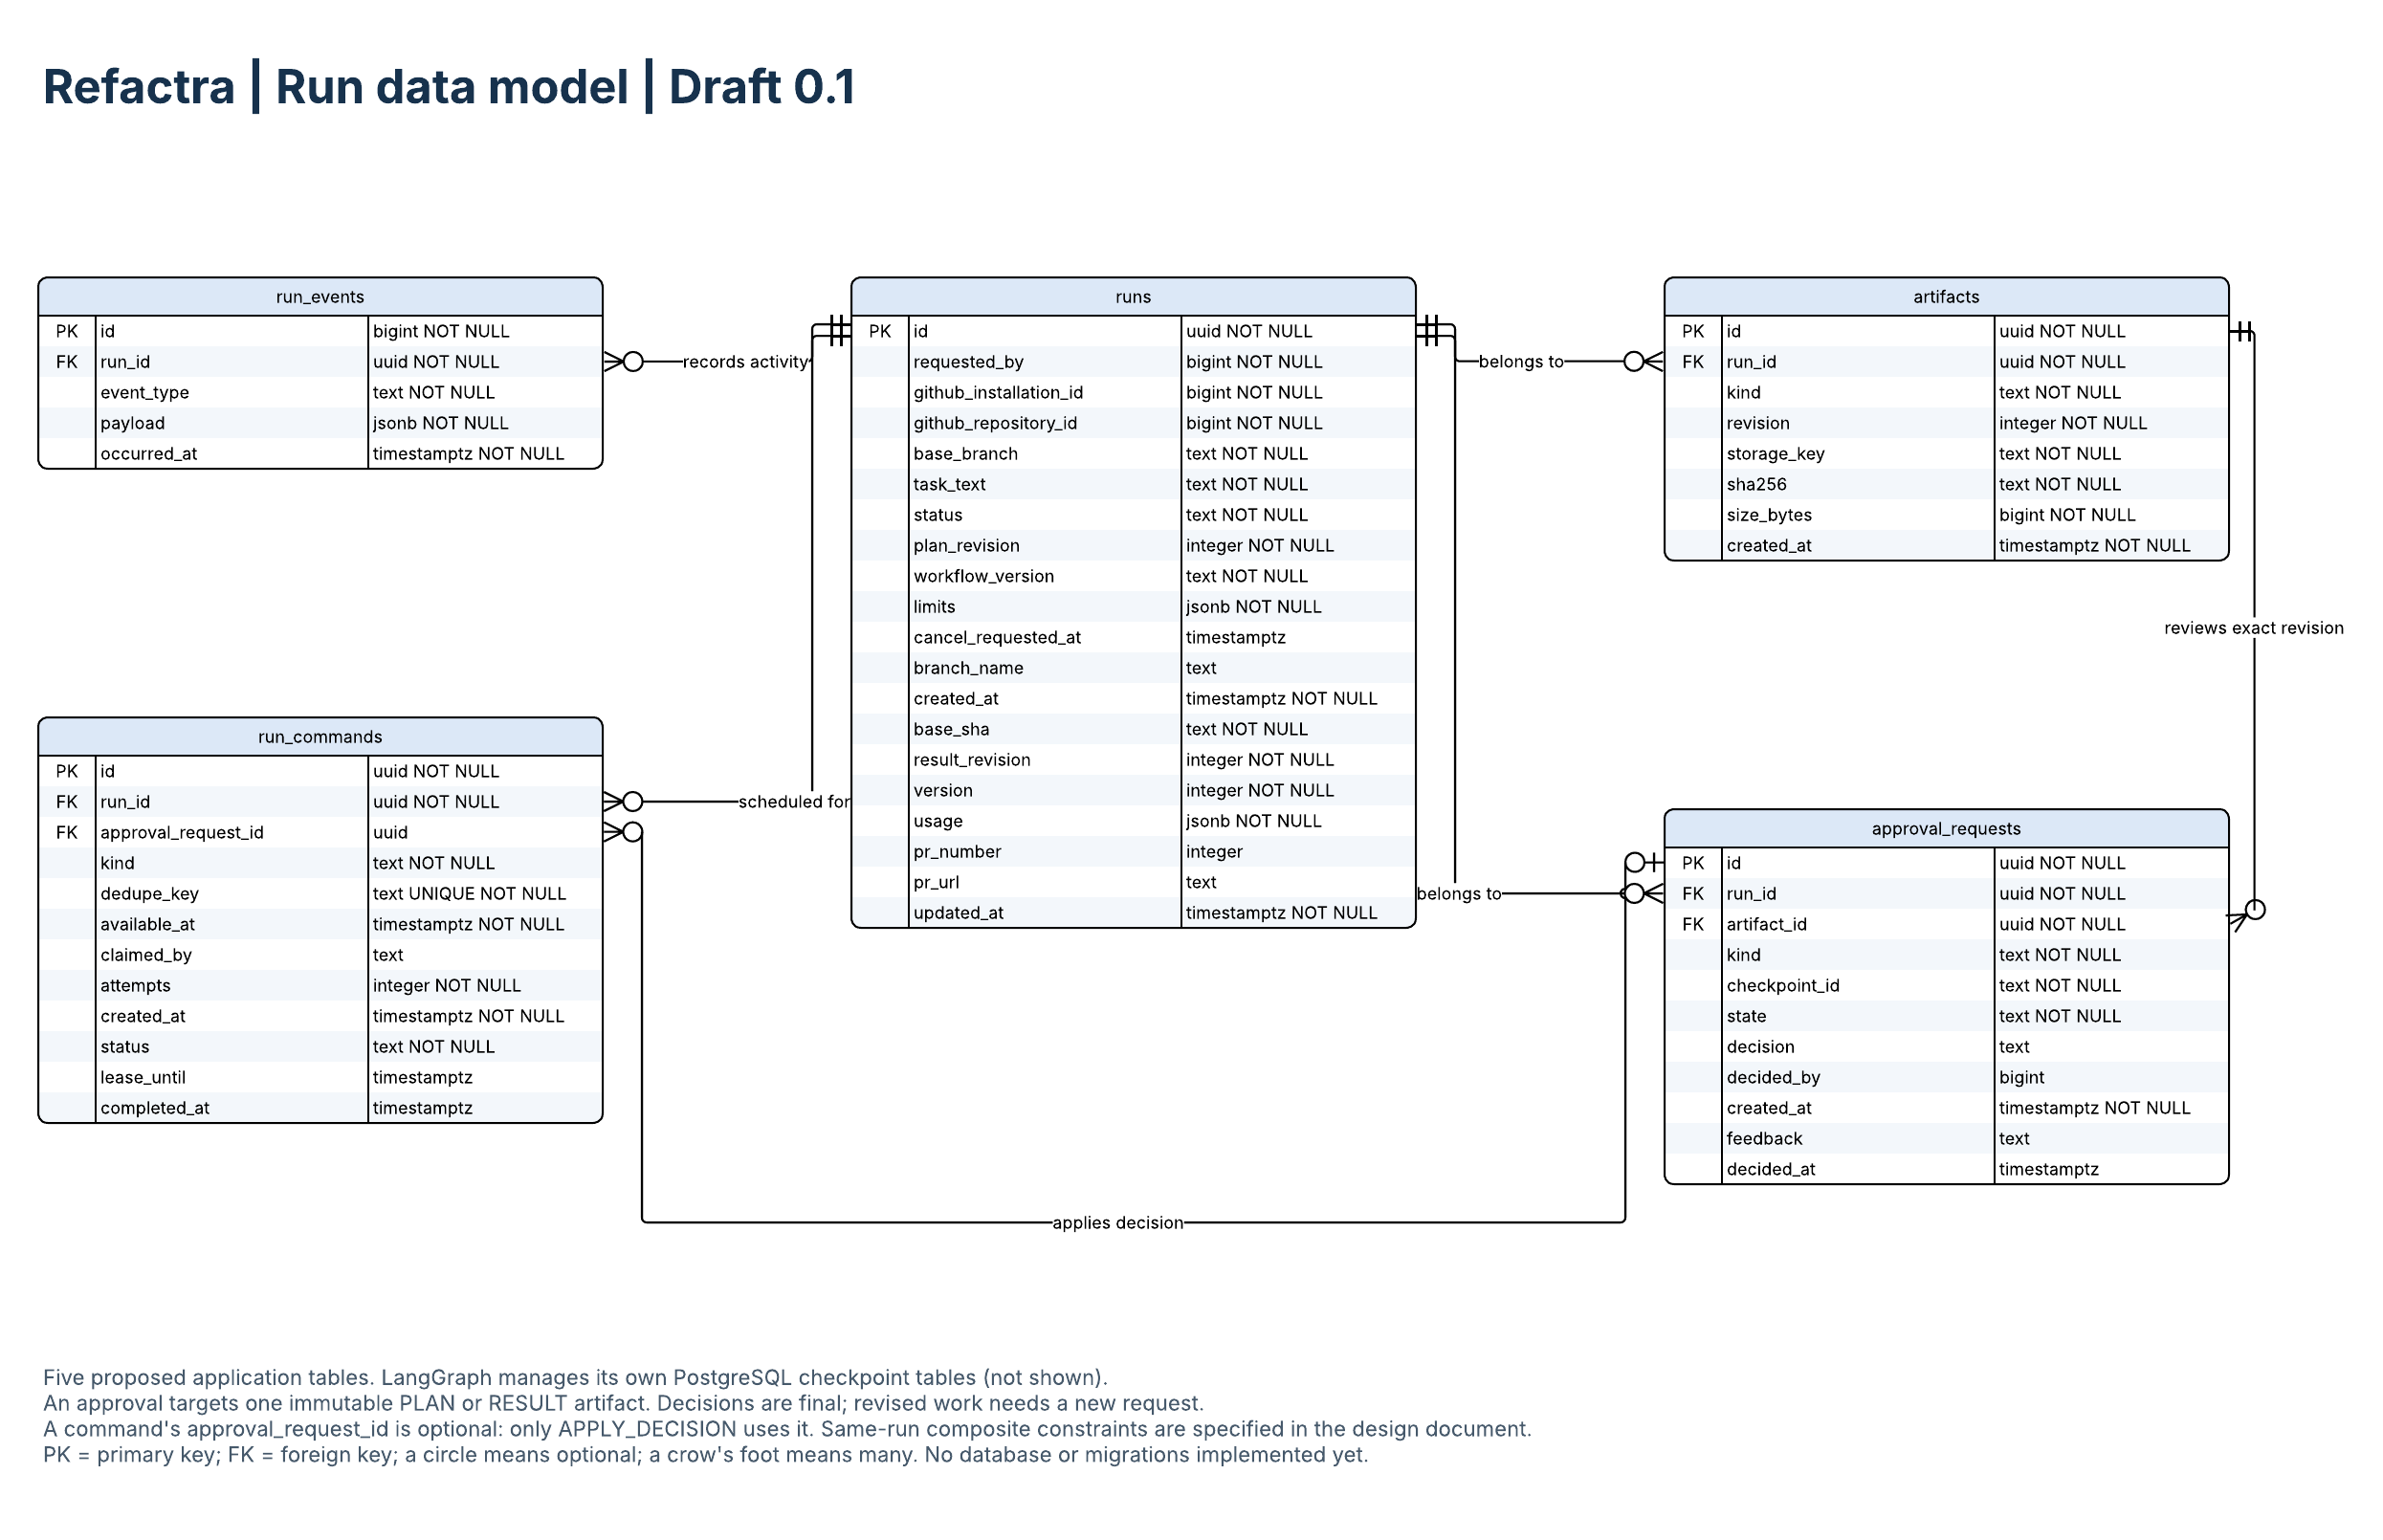 Refactra | Run data model | Draft 0.1
run_events
PK id bigint NOT NULL
FK run_id uuid NOT NULL
event_type text NOT NULL
payload jsonb NOT NULL
occurred_at timestamptz NOT NULL
records activity
runs
PK id uuid NOT NULL
requested_by bigint NOT NULL
github_installation_id bigint NOT NULL
github_repository_id bigint NOT NULL
base_branch text NOT NULL
task_text text NOT NULL
status text NOT NULL
plan_revision integer NOT NULL
workflow_version text NOT NULL
limits jsonb NOT NULL
cancel_requested_at timestamptz
branch_name text
created_at timestamptz NOT NULL
base_sha text NOT NULL
result_revision integer NOT NULL
version integer NOT NULL
usage jsonb NOT NULL
pr_number integer
pr_url text
updated_at timestamptz NOT NULL
belongs to
artifacts
PK id uuid NOT NULL
FK run_id uuid NOT NULL
kind text NOT NULL
revision integer NOT NULL
storage_key text NOT NULL
sha256 text NOT NULL
size_bytes bigint NOT NULL
created_at timestamptz NOT NULL
reviews exact revision
run_commands
PK id uuid NOT NULL
FK run_id uuid NOT NULL
FK approval_request_id uuid
kind text NOT NULL
dedupe_key text UNIQUE NOT NULL
available_at timestamptz NOT NULL
claimed_by text
attempts integer NOT NULL
created_at timestamptz NOT NULL
status text NOT NULL
lease_until timestamptz
completed_at timestamptz
scheduled for
belongs to
approval_requests
PK id uuid NOT NULL
FK run_id uuid NOT NULL
FK artifact_id uuid NOT NULL
kind text NOT NULL
checkpoint_id text NOT NULL
state text NOT NULL
decision text
decided_by bigint
created_at timestamptz NOT NULL
feedback text
decided_at timestamptz
applies decision
Five proposed application tables. LangGraph manages its own PostgreSQL checkpoint tables (not shown).
An approval targets one immutable PLAN or RESULT artifact. Decisions are final; revised work needs a new request.
A command's approval_request_id is optional: only APPLY_DECISION uses it. Same-run composite constraints are specified in the design document.
PK = primary key; FK = foreign key; a circle means optional; a crow's foot means many. No database or migrations implemented yet.